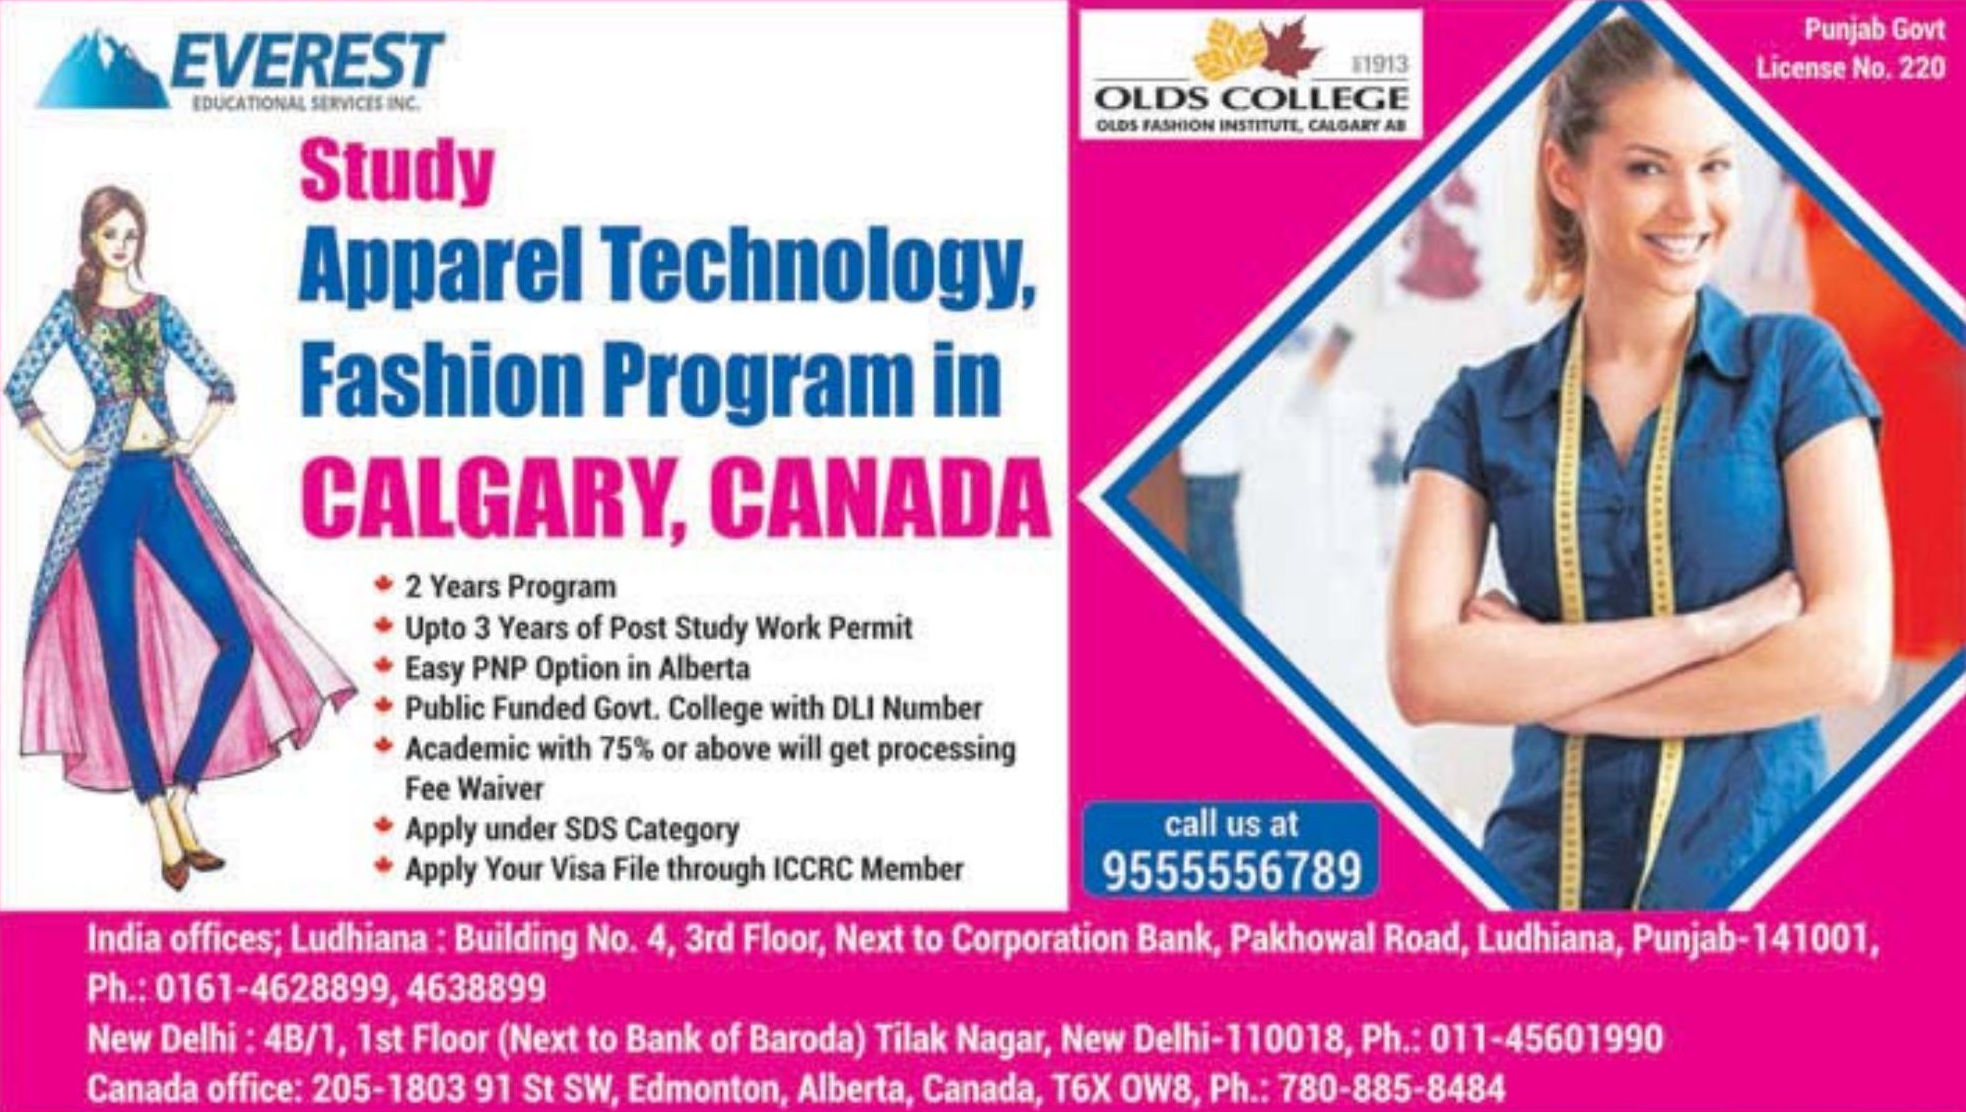 EVEREST
EDUCATIONAL SERVICES INC.
Study
Apparel Technology,
Fashion Program in
CALGARY, CANADA
2 Years Program
Upto 3 Years of Post Study Work Permit
Easy PNP Option in Alberta
Public Funded Govt. College with DLI Number
Academic with 75% or above will get processing
Fee Waiver
Apply under SDS Category
Apply Your Visa File through ICCRC Member
1913
OLDS COLLEGE
OLDS FASHION INSTITUTE, CALGARY AB
Punjab Govt
License No. 220
call us at
9555556789
India offices; Ludhiana : Building No. 4, 3rd Floor, Next to Corporation Bank, Pakhowal Road, Ludhiana, Punjab-141001,
Ph.: 0161-4628899, 4638899
New Delhi : 4B/1, 1st Floor (Next to Bank of Baroda) Tilak Nagar, New Delhi-110018, Ph.: 011-45601990
Canada office: 205-1803 91 St SW, Edmonton, Alberta, Canada, T6X OW8, Ph.: 780-885-8484